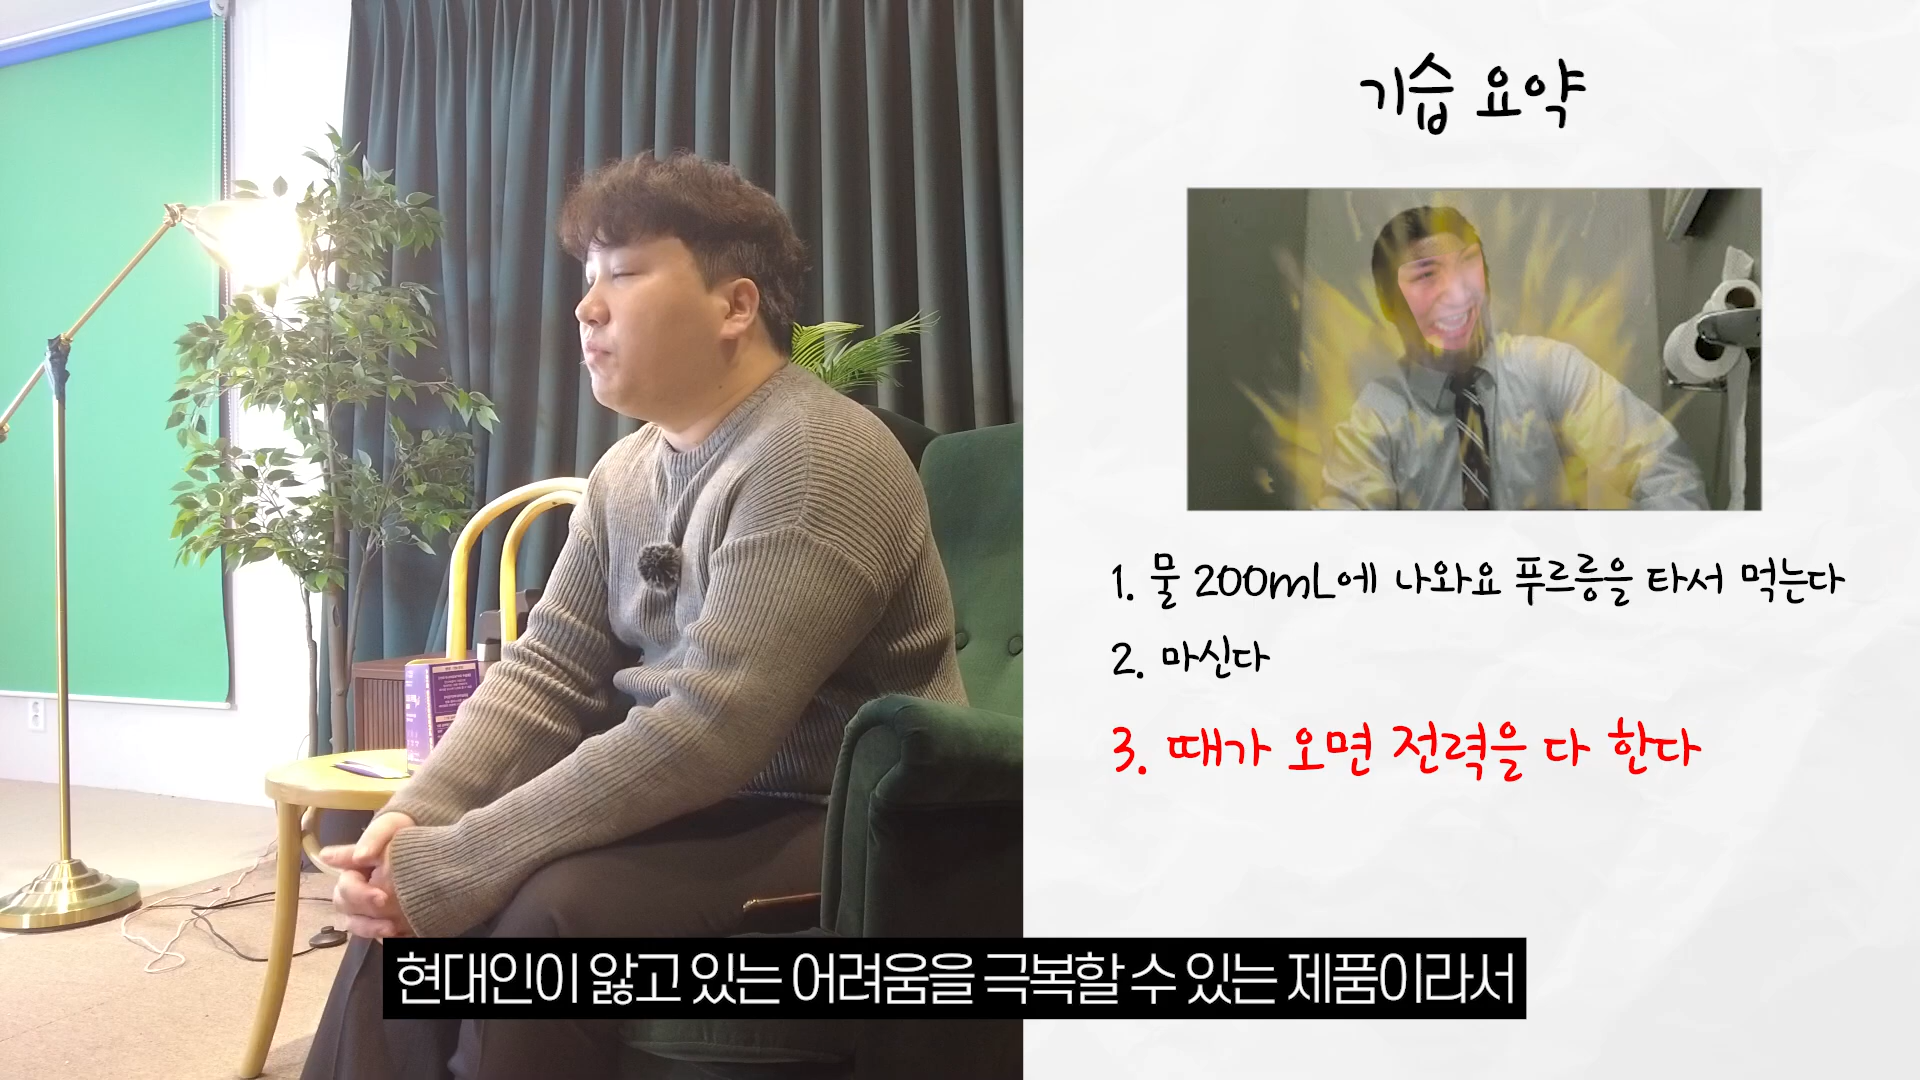 기습 요약
1. 물 200mL에 나와요 푸르릉을 타서 먹는다
2. 마신다
3. 때가 오면 전력을 다 한다
현대인이 앓고 있는 어려움을 극복할 수 있는 제품이라서